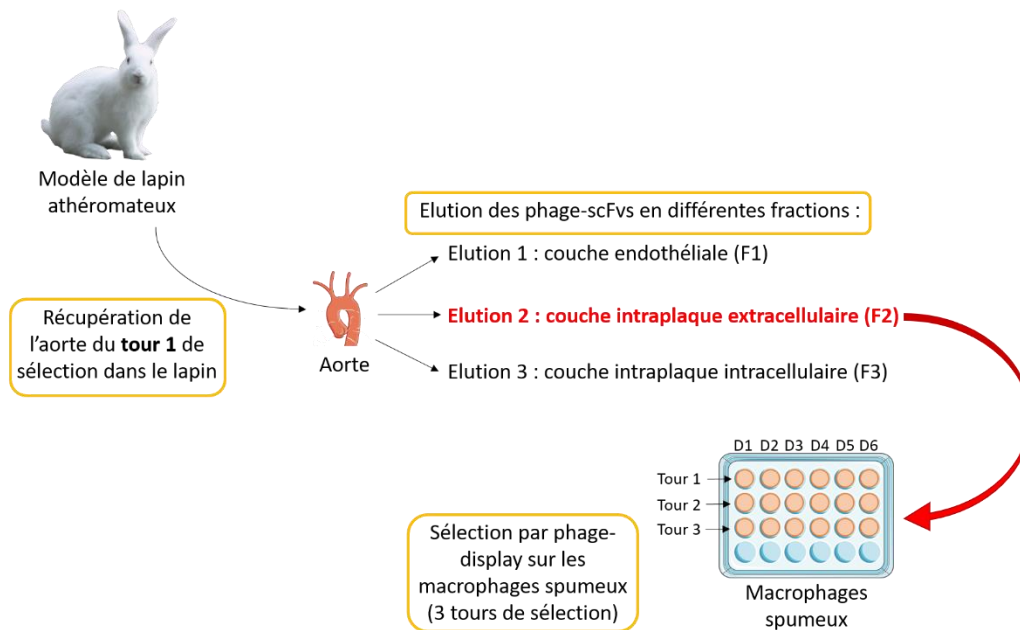 Modèle de lapin
athéromateux
Elution des phage-scFvs en différentes fractions :
Elution 1 : couche endothéliale (F1)
Récupération de
l'aorte du tour 1 de
sélection dans le lapin
Aorte
Elution 2 : couche intraplaque extracellulaire (F2)
Elution 3 : couche intraplaque intracellulaire (F3)
D1 D2 D3 D4 D5 D6
Tour 1
Tour 2
Tour 3
Sélection par phage-
display sur les
macrophages spumeux
(3 tours de sélection)
Macrophages
spumeux